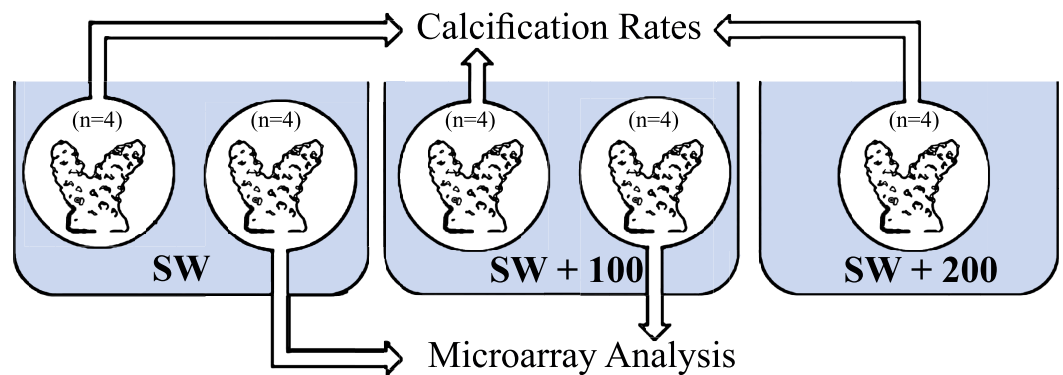 Calcification Rates
(n=4)
(n=4)
(n=4)
(n=4)
(n=4)
SW
SW + 100
SW + 200
Microarray Analysis